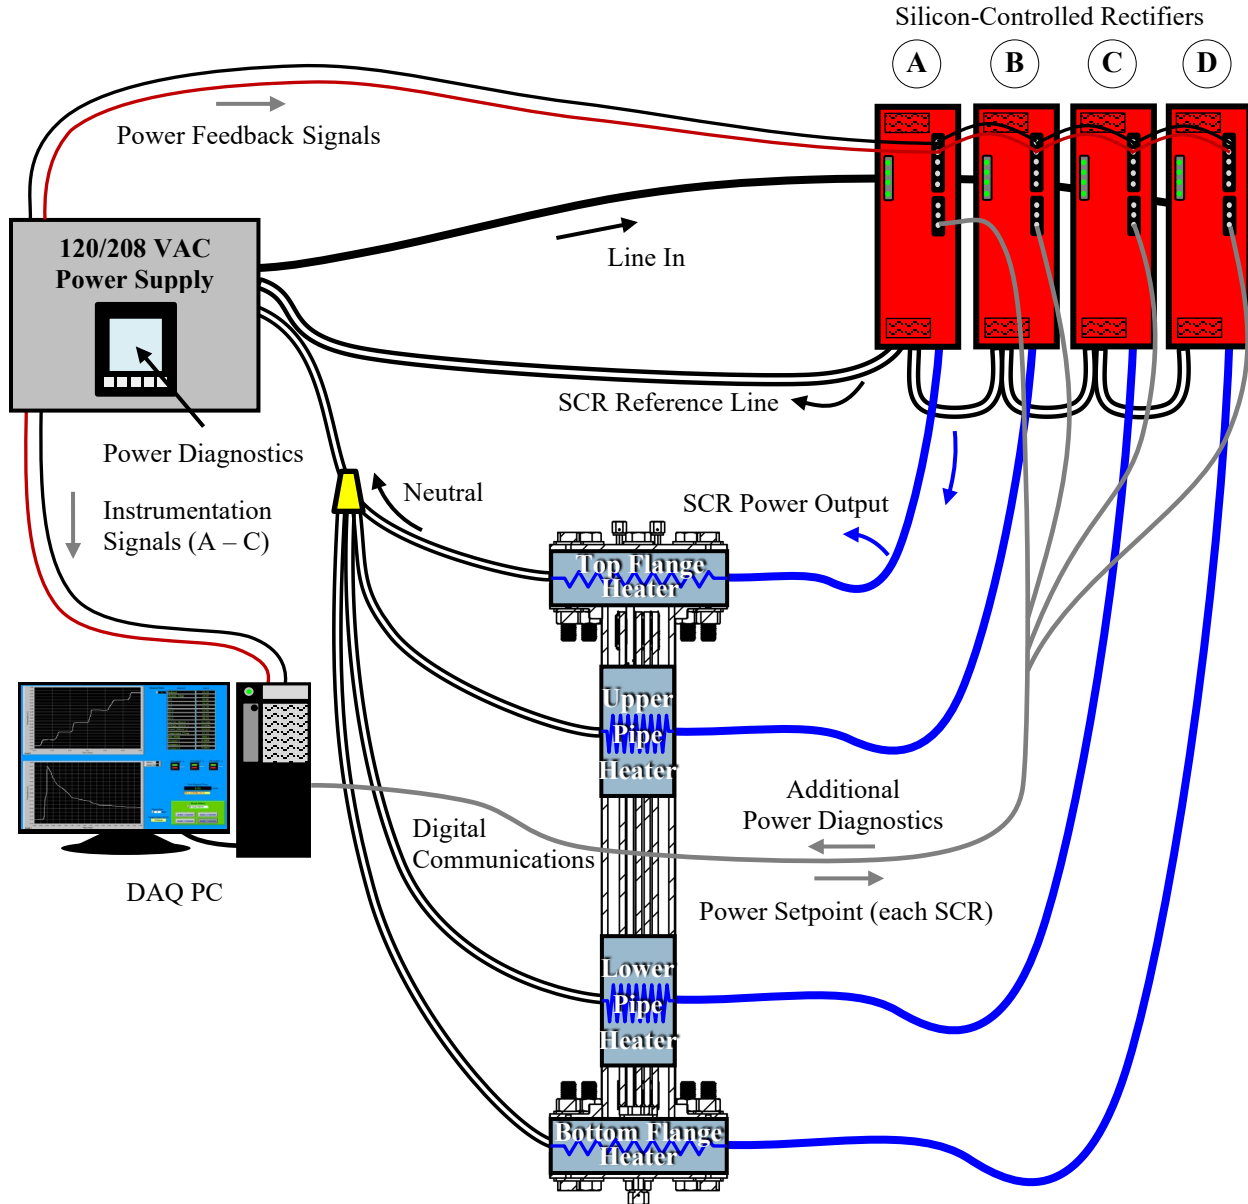 Silicon-Controlled Rectifiers
A
B
C
D
Power Feedback Signals
120/208 VAC
Power Supply
Line In
SCR Reference Line
Power Diagnostics
Neutral
SCR Power Output
Instrumentation
Signals (A – C)
Top Flange
Heater
Upper
Pipe
Heater
Additional
Power Diagnostics
Digital
Communications
DAQ PC
Power Setpoint (each SCR)
Lower
Pipe
Heater
Bottom Flange
Heater